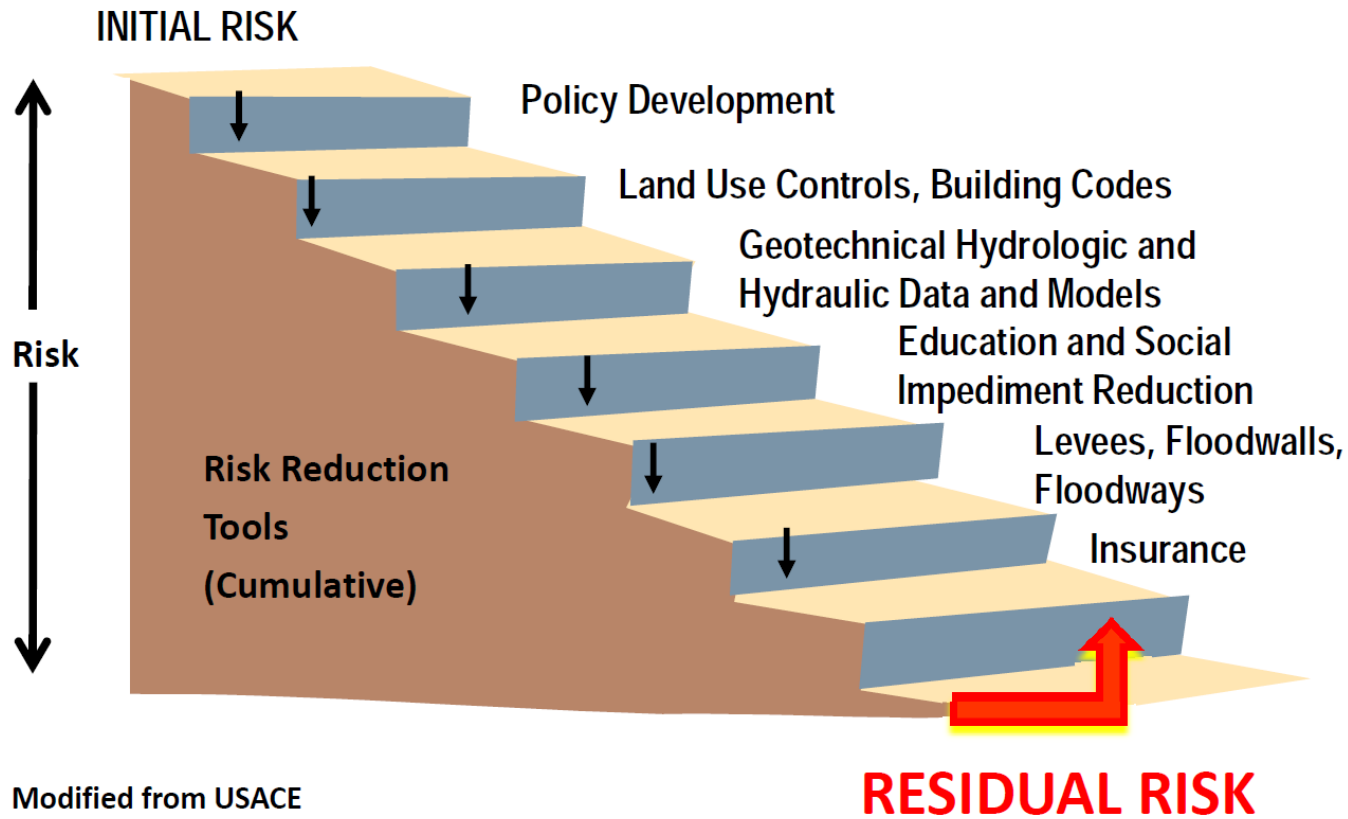 INITIAL RISK
Policy Development
Land Use Controls, Building Codes
Geotechnical Hydrologic and
Hydraulic Data and Models
Education and Social
Impediment Reduction
Levees, Floodwalls,
Floodways
Insurance
Risk
Risk Reduction
Tools
(Cumulative)
RESIDUAL RISK
Modified from USACE